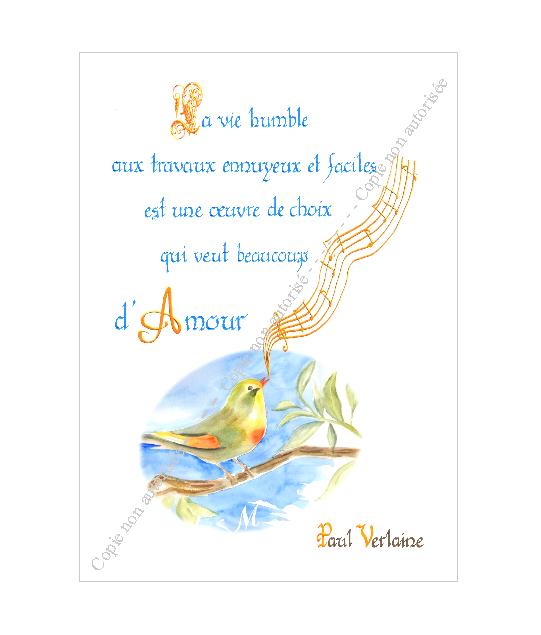 La vie humble
aux travaux ennuyeux et faciles
est une œuvre de choix
qui veut beaucoup
d'Amour
Paul Verlaine
M
Copie non autorisée - - - - - Copie non autorisée - - - - - Copie non autorisée